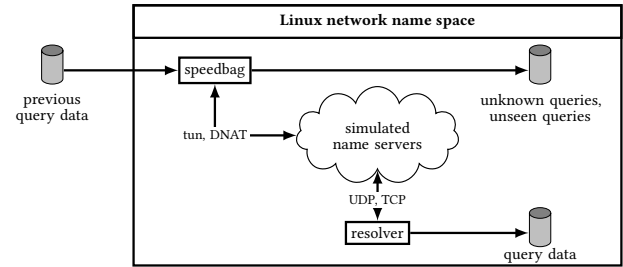 Linux network name space
speedbag
previous
query data
unknown queries,
unseen queries
tun, DNAT
simulated
name servers
UDP, TCP
resolver
query data